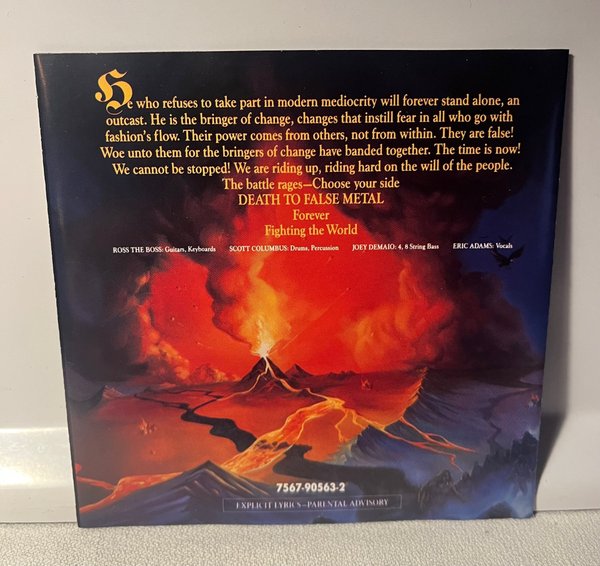 He who refuses to take part in modern mediocrity will forever stand alone, an
outcast. He is the bringer of change, changes that instill fear in all who go with
fashion's flow. Their power comes from others, not from within. They are false!
Woe unto them for the bringers of change have banded together. The time is now!
We cannot be stopped! We are riding up, riding hard on the will of the people.
The battle rages—Choose your side
DEATH TO FALSE METAL
Forever
Fighting the World
ROSS THE BOSS: Guitars, Keyboards SCOTT COLUMBUS: Drums, Percussion JOEY DEMAIO: 4, 8 String Bass ERIC ADAMS: Vocals
7567-90563-2
EXPLICIT LYRICS—PARENTAL ADVISORY